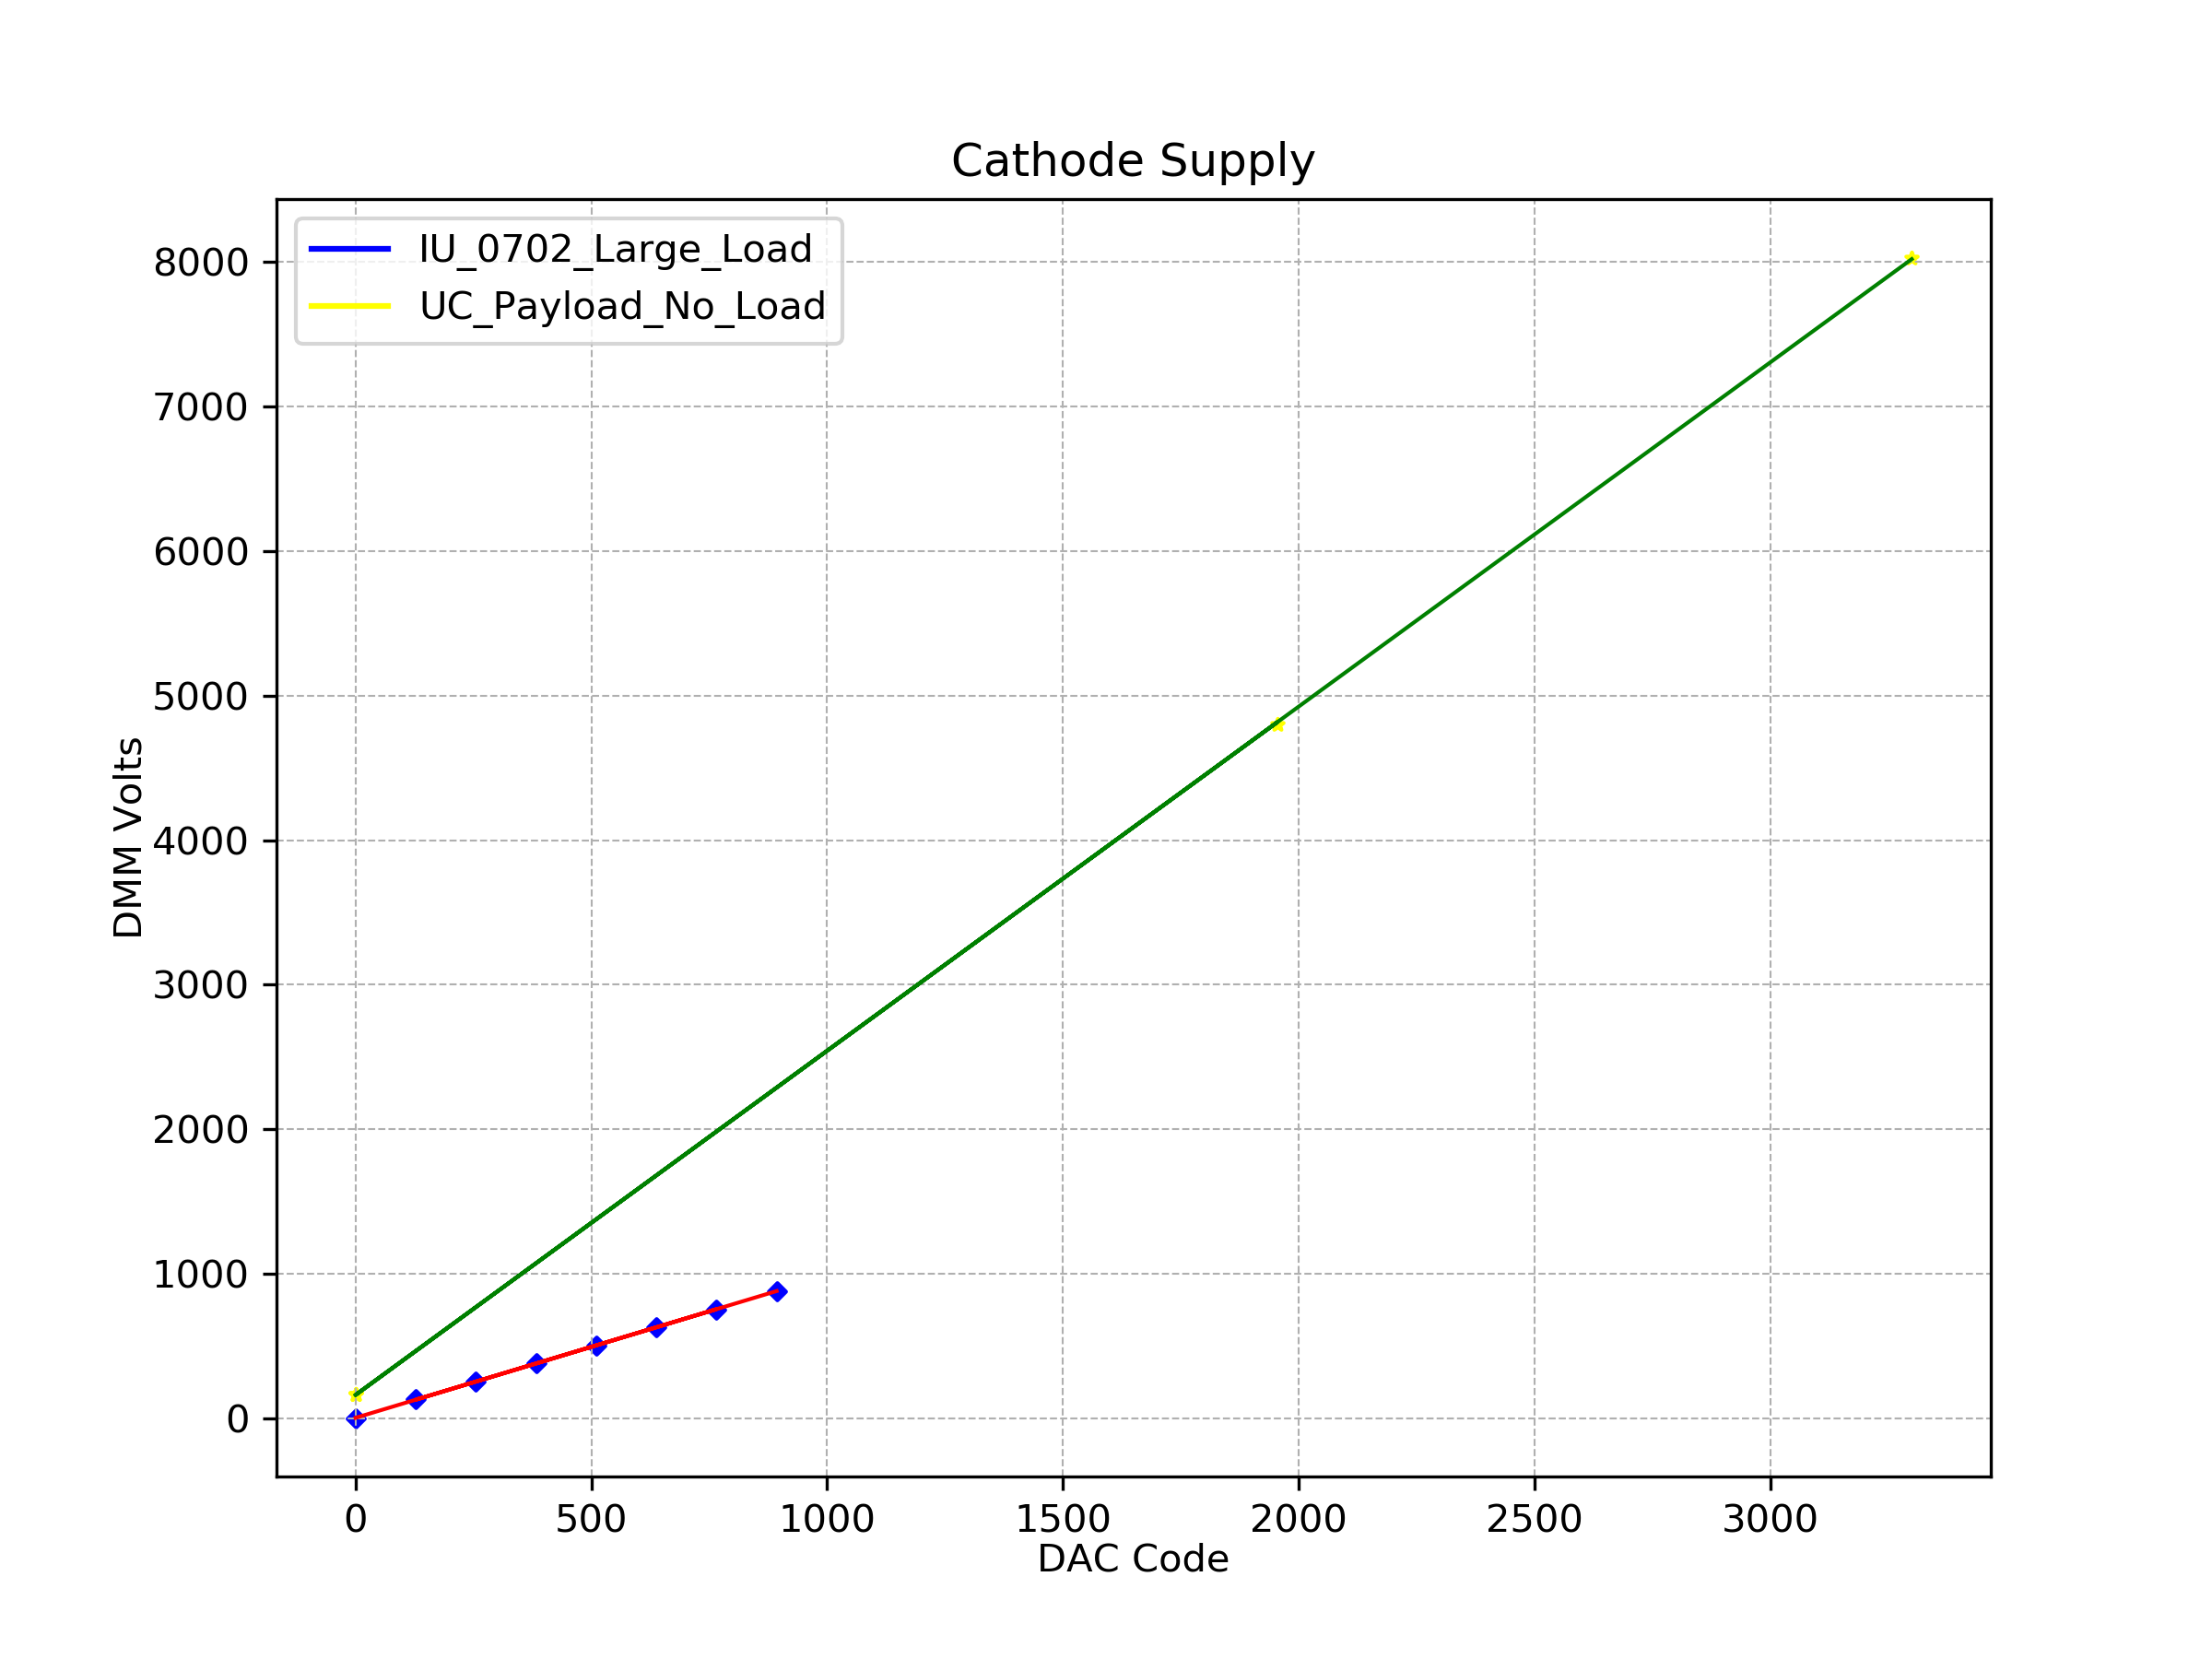 Cathode Supply
IU_0702_Large_Load
UC_Payload_No_Load
8000
7000
6000
5000
4000
3000
2000
1000
0
DMM Volts
0 500 1000 1500 2000 2500 3000
DAC Code